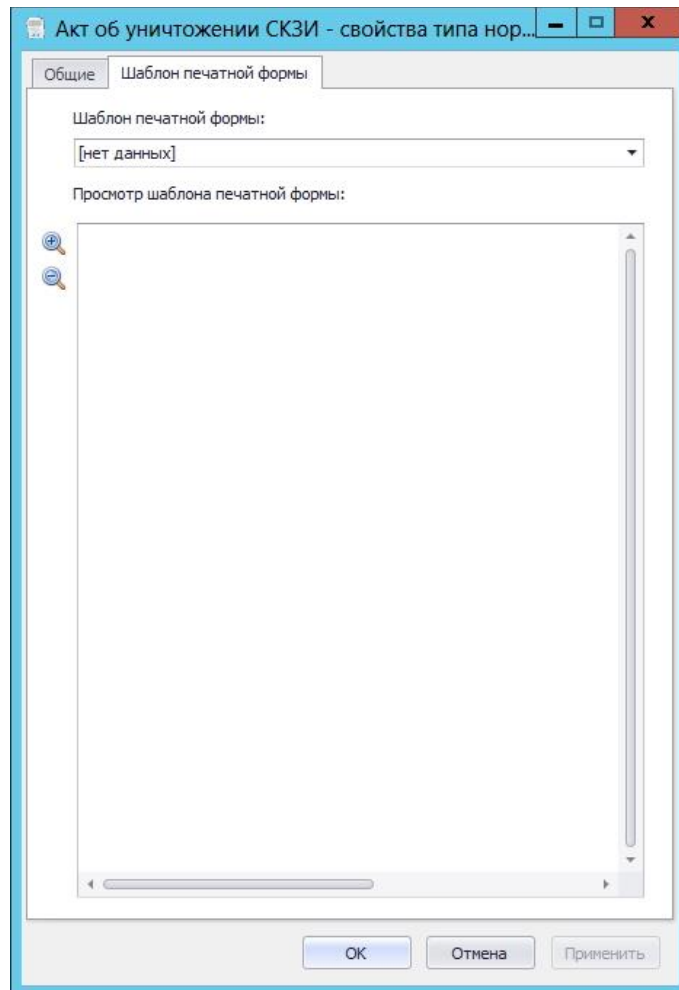 Акт об уничтожении СКЗИ - свойства типа нор...
Общие
Шаблон печатной формы
Шаблон печатной формы:
[нет данных]
Просмотр шаблона печатной формы:
ОК
Отмена
Применить